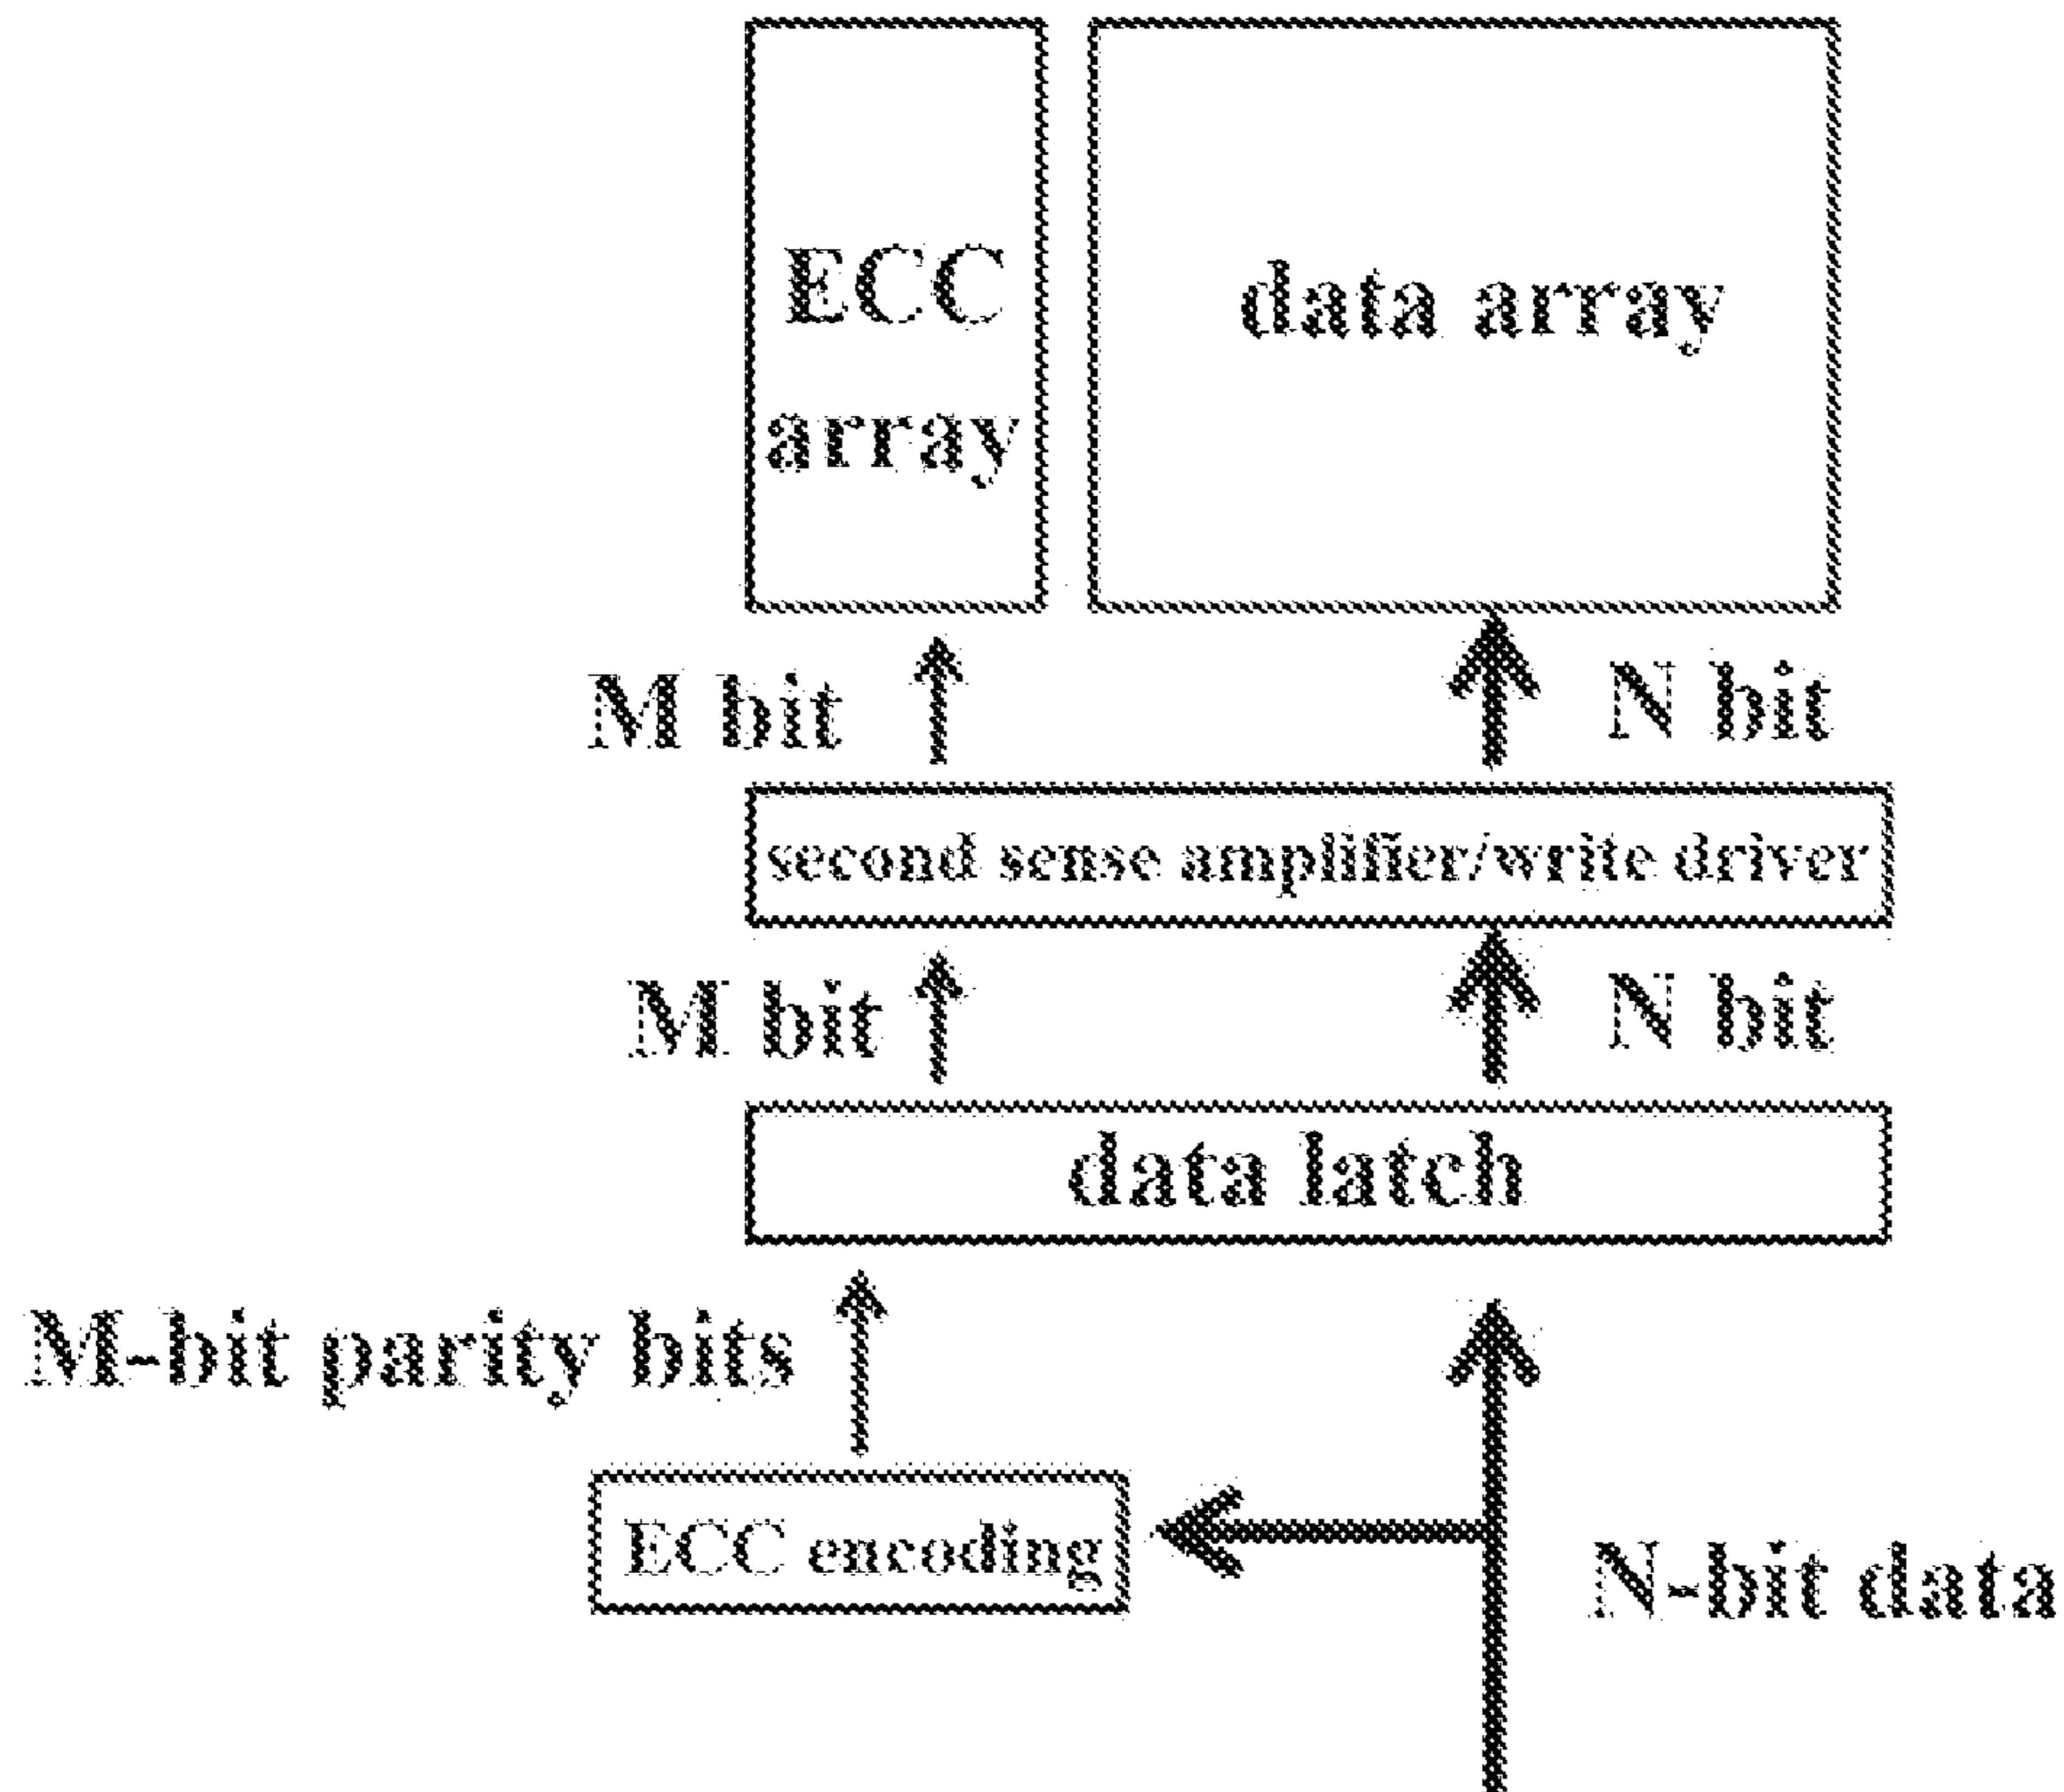 ECC
array
data array
M bit
N bit
second sense amplifier/write driver
M bit
N bit
data latch
M-bit parity bits
ECC encoding
N-bit data